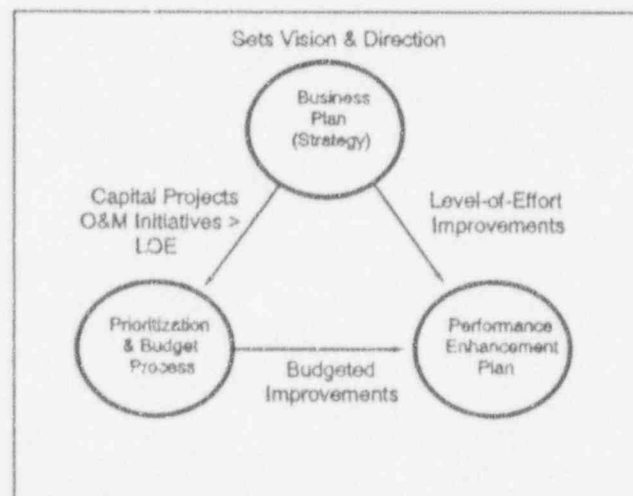 Sets Vision & Direction
Business
Plan
(Strategy)
Capital Projects
O&M Initiatives >
LOE
Level-of-Effort
Improvements
Prioritization
& Budget
Process
Budgeted
Improvements
Performance
Enhancement
Plan